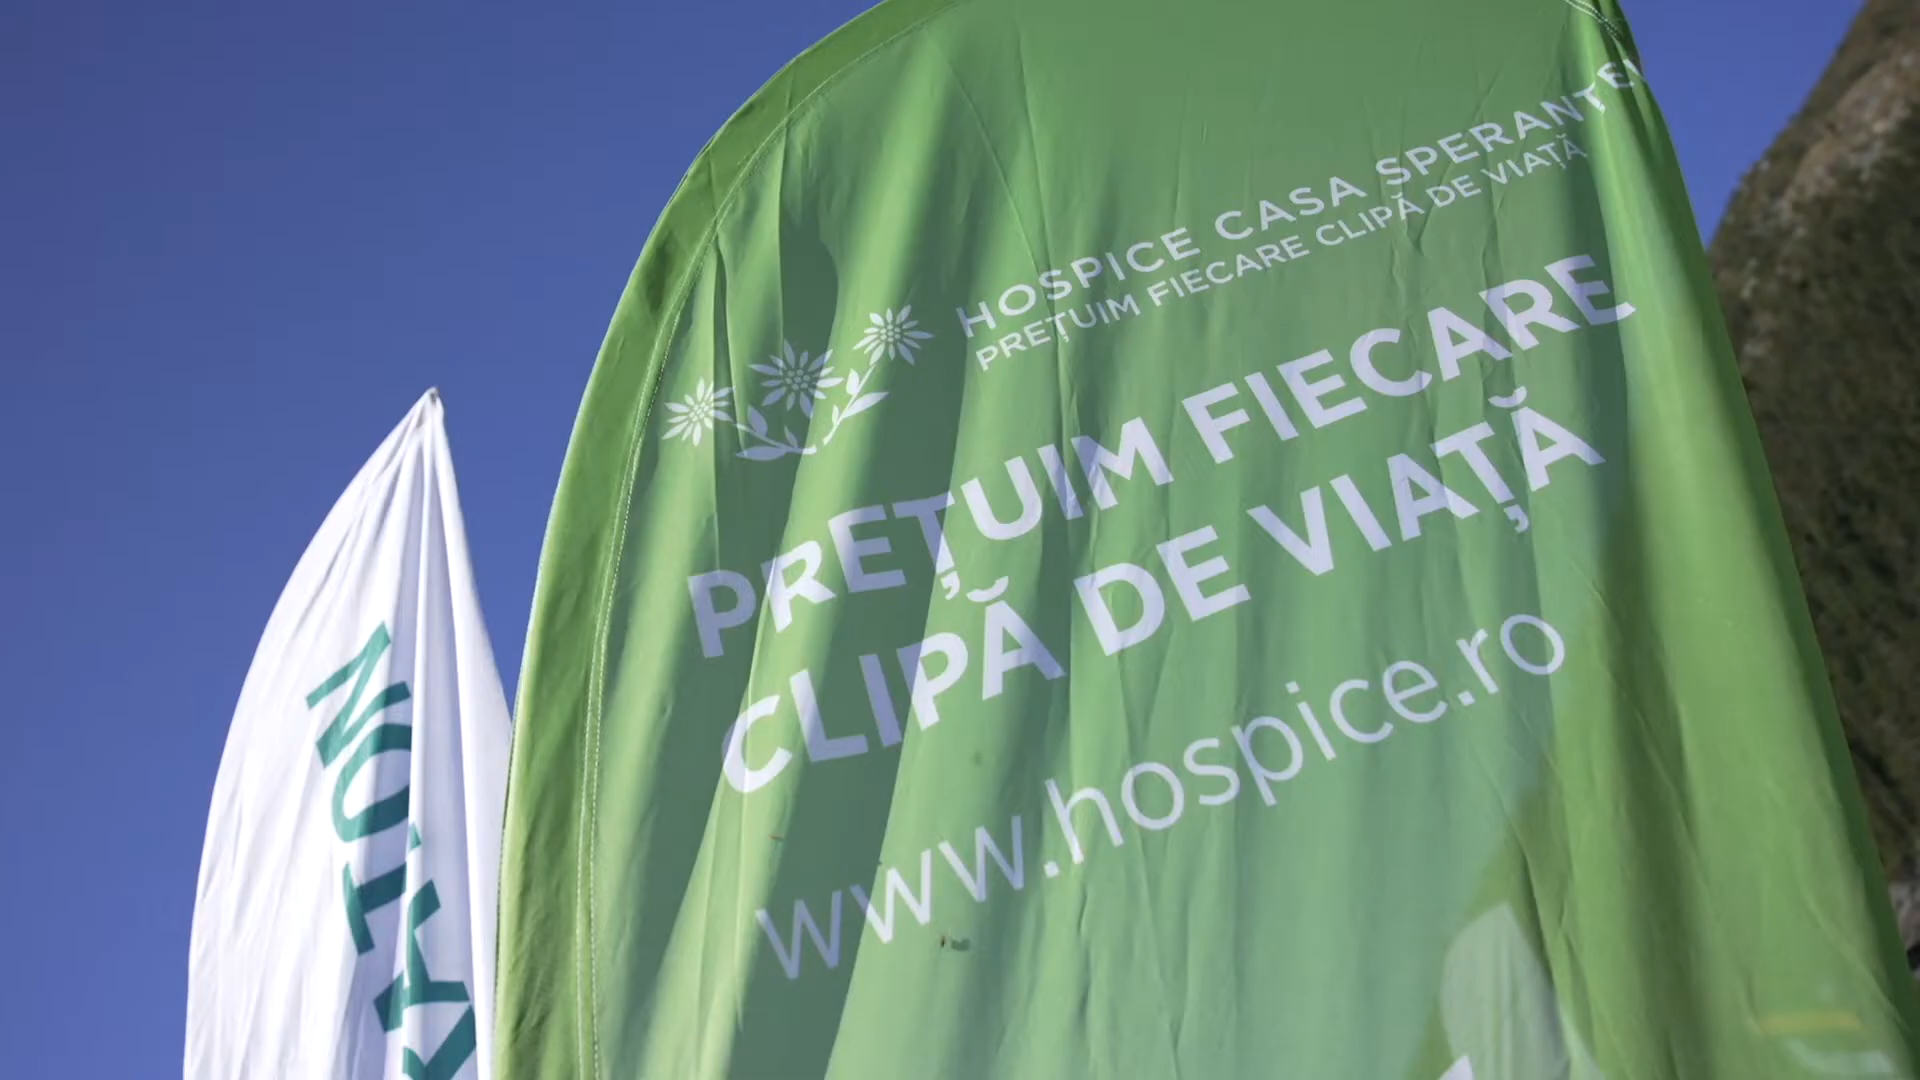 HOSPICE CASA SPERANȚEI
PREȚUIM FIECARE CLIPĂ DE VIAȚĂ
PREȚUIM FIECARE
CLIPĂ DE VIAȚĂ
www.hospice.ro